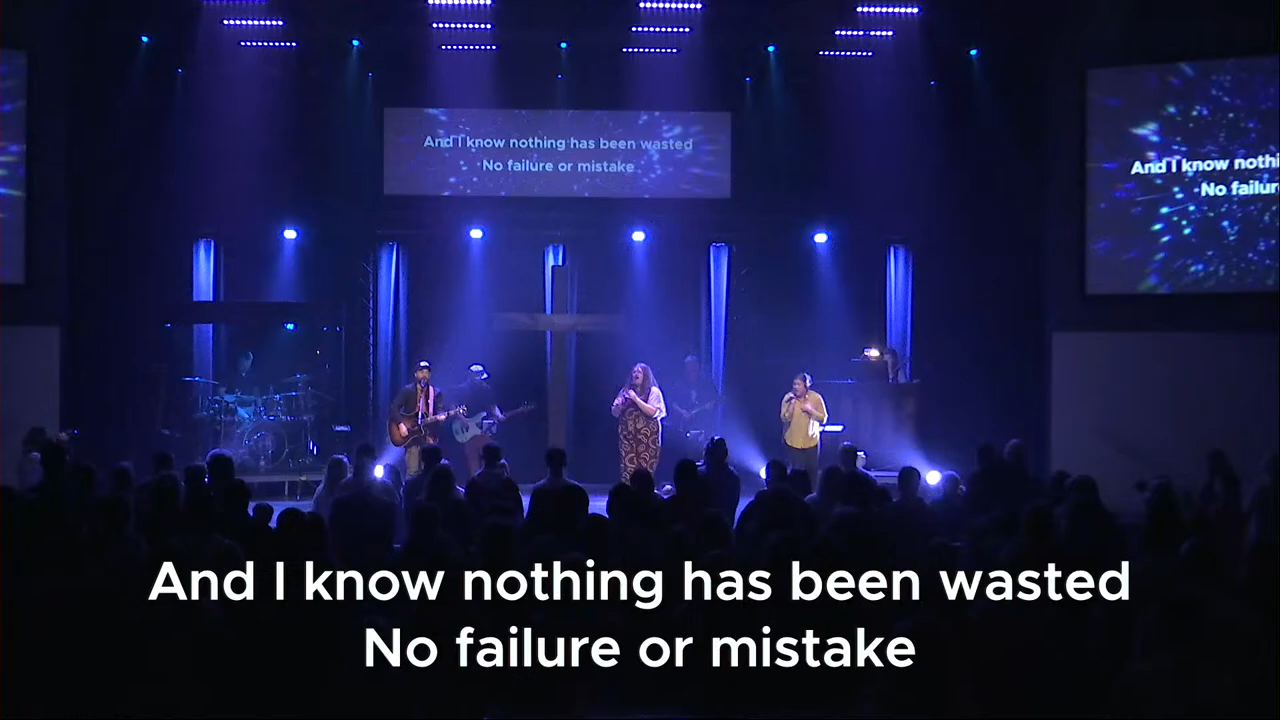 And I know nothing has been wasted
No failure or mistake
And I know nothi
No failur
And I know nothing has been wasted
No failure or mistake